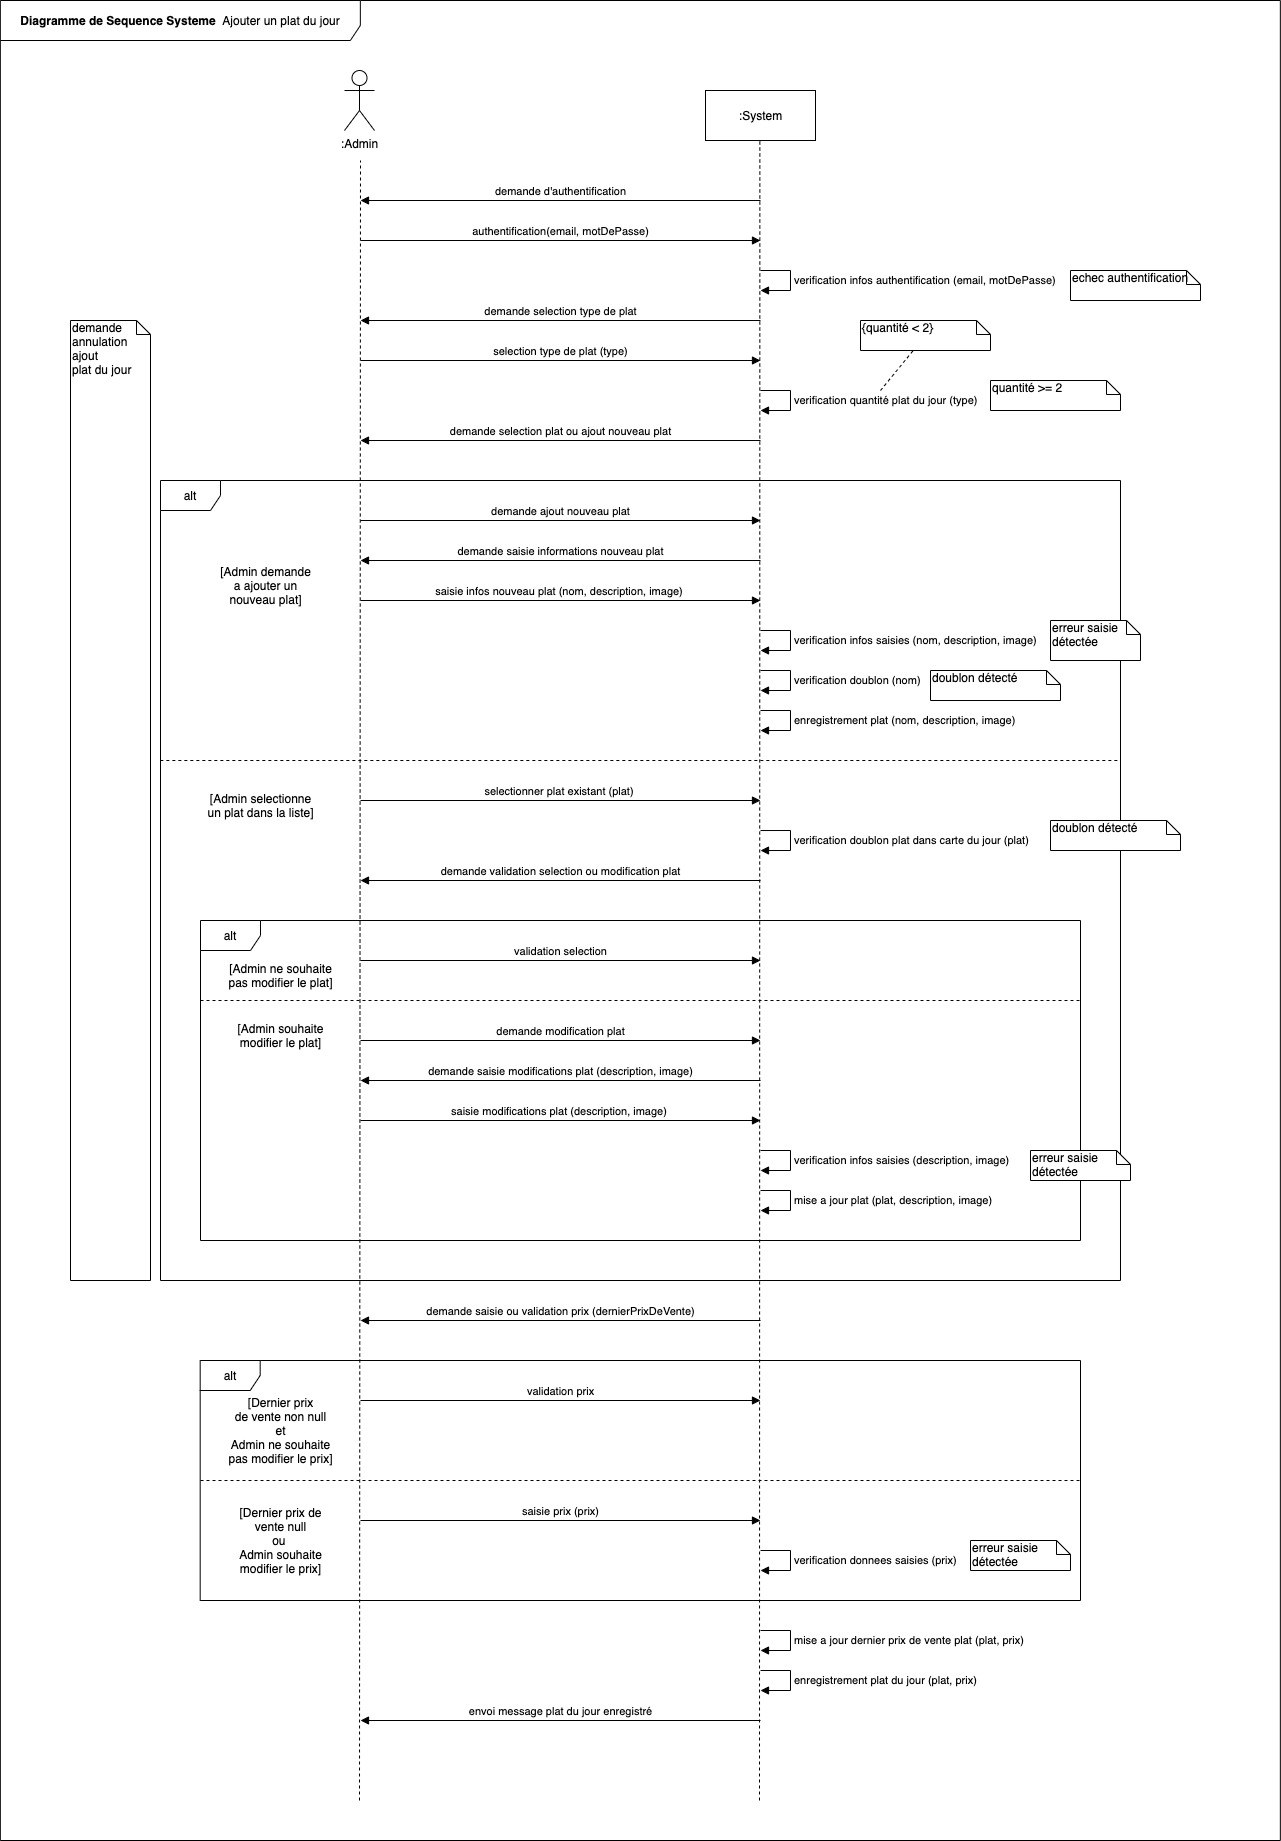 Diagramme de Sequence Systeme Ajouter un plat du jour
:Admin
:System
demande d'authentification
authentification(email, motDePasse)
verification infos authentification (email, motDePasse)
echec authentification
demande selection type de plat
demande
annulation
ajout
plat du jour
{quantité < 2}
selection type de plat (type)
verification quantité plat du jour (type)
quantité >= 2
demande selection plat ou ajout nouveau plat
alt
demande ajout nouveau plat
demande saisie informations nouveau plat
[Admin demande
a ajouter un
nouveau plat]
saisie infos nouveau plat (nom, description, image)
verification infos saisies (nom, description, image)
erreur saisie
détectée
verification doublon (nom)
doublon détecté
enregistrement plat (nom, description, image)
[Admin selectionne
un plat dans la liste]
selectionner plat existant (plat)
verification doublon plat dans carte du jour (plat)
doublon détecté
demande validation selection ou modification plat
alt
validation selection
[Admin ne souhaite
pas modifier le plat]
[Admin souhaite
modifier le plat]
demande modification plat
demande saisie modifications plat (description, image)
saisie modifications plat (description, image)
verification infos saisies (description, image)
erreur saisie
détectée
mise a jour plat (plat, description, image)
demande saisie ou validation prix (dernierPrixDeVente)
alt
validation prix
[Dernier prix
de vente non null
et
Admin ne souhaite
pas modifier le prix]
[Dernier prix de
vente null
ou
Admin souhaite
modifier le prix]
saisie prix (prix)
verification donnees saisies (prix)
erreur saisie
détectée
mise a jour dernier prix de vente plat (plat, prix)
enregistrement plat du jour (plat, prix)
envoi message plat du jour enregistré